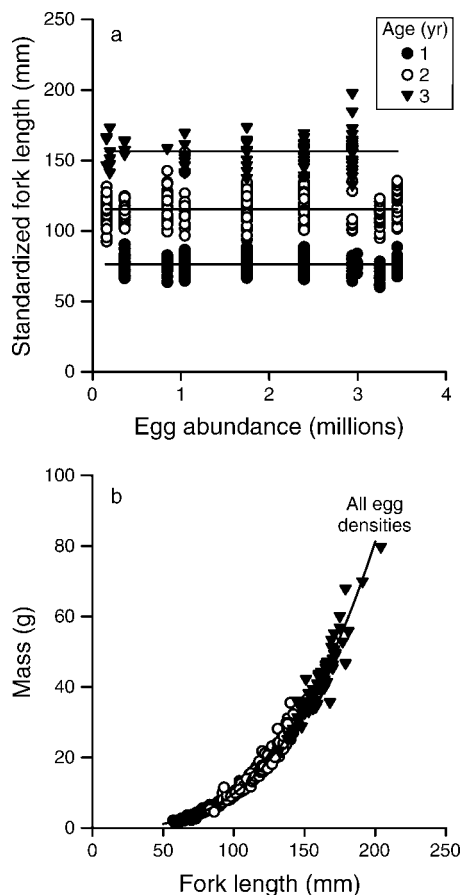 a
Age (yr)
1
2
3
250
200
150
100
50
0
Standardized fork length (mm)
0 1 2 3 4
Egg abundance (millions)
b
All egg
densities
100
80
60
40
20
0
Mass (g)
0 50 100 150 200 250
Fork length (mm)